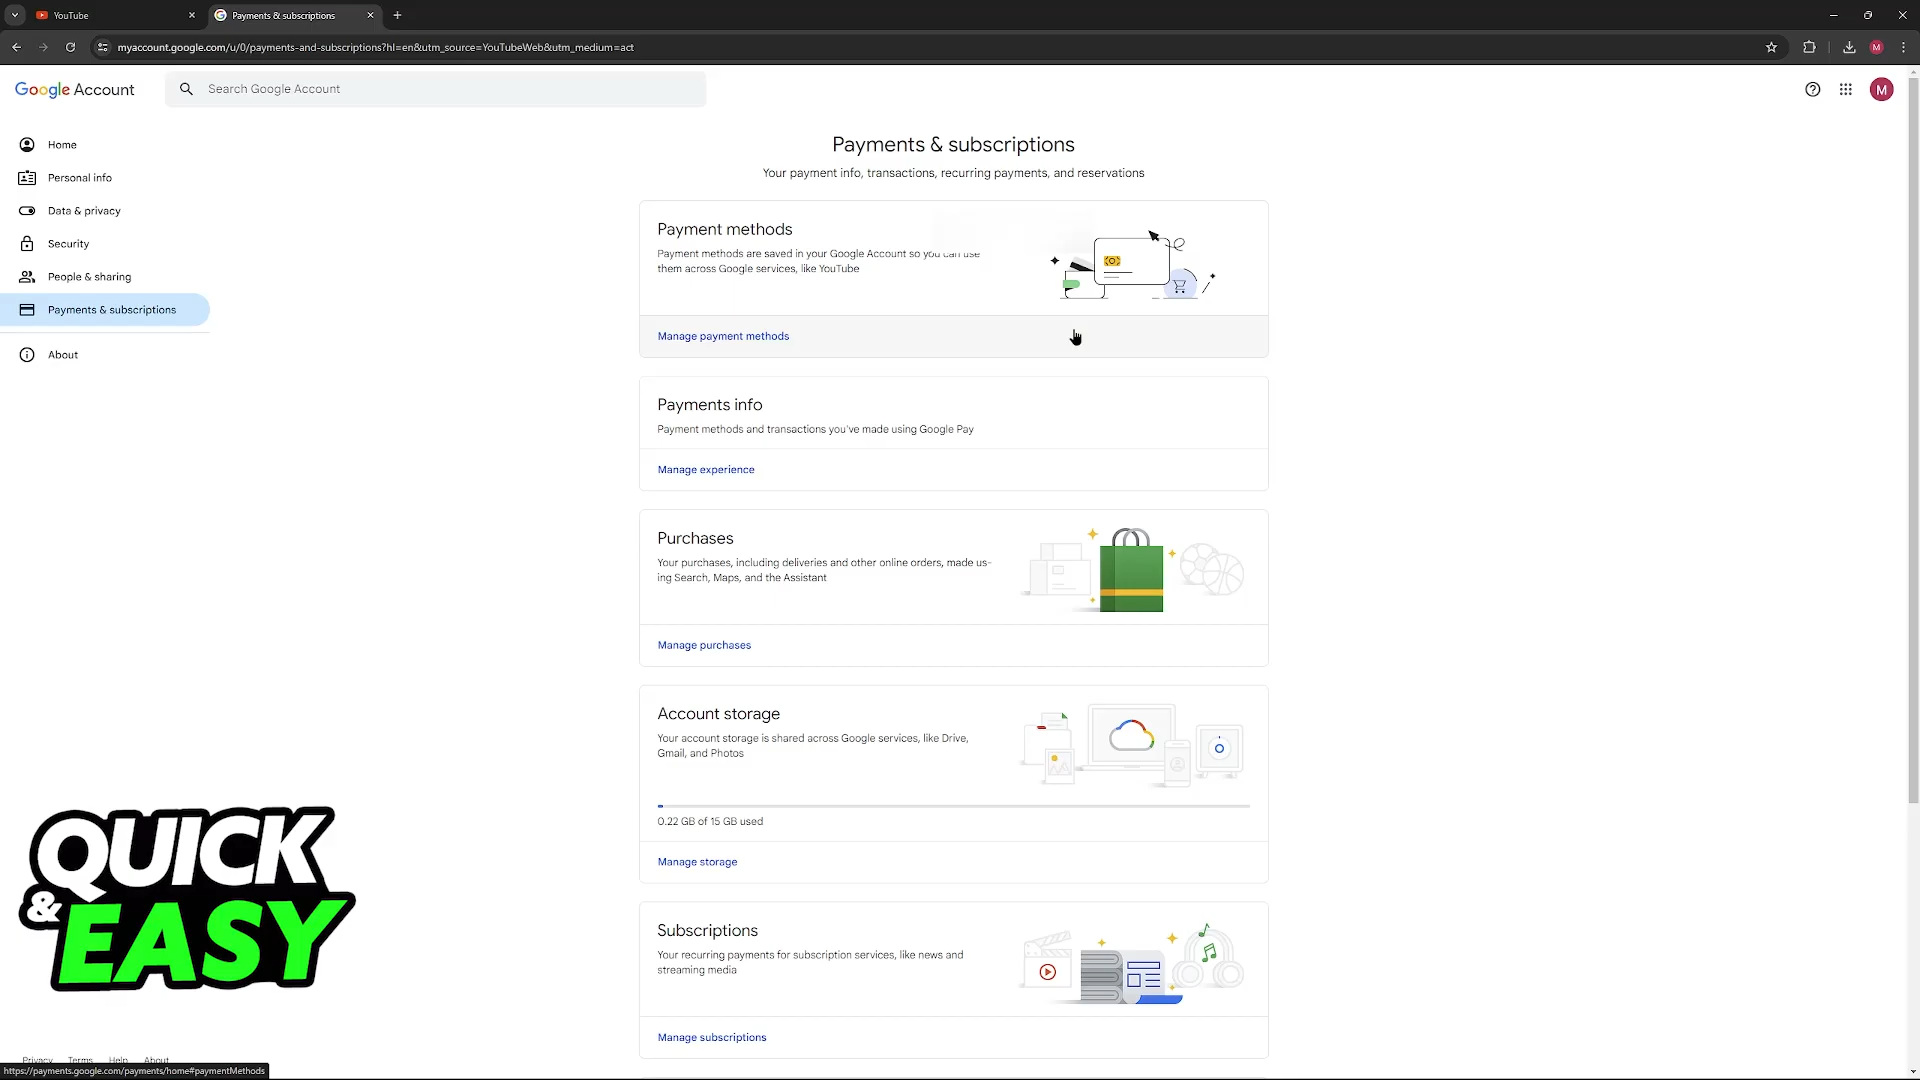 YouTube
Payments & subscriptions
myaccount.google.com/u/0/payments-and-subscriptions?hl=en&utm_source=YouTubeWeb&utm_medium=act
M
Google Account
Search Google Account
M
Home
Personal info
Data & privacy
Security
People & sharing
Payments & subscriptions
About
Payments & subscriptions
Your payment info, transactions, recurring payments, and reservations
Payment methods
Payment methods are saved in your Google Account so you can use
them across Google services, like YouTube
Manage payment methods
Payments info
Payment methods and transactions you've made using Google Pay
Manage experience
Purchases
Your purchases, including deliveries and other online orders, made us-
ing Search, Maps, and the Assistant
Manage purchases
Account storage
Your account storage is shared across Google services, like Drive,
Gmail, and Photos
0.22 GB of 15 GB used
Manage storage
Subscriptions
Your recurring payments for subscription services, like news and
streaming media
Manage subscriptions
QUICK
& EASY
Privacy Terms Help About
https://payments.google.com/payments/home#paymentMethods